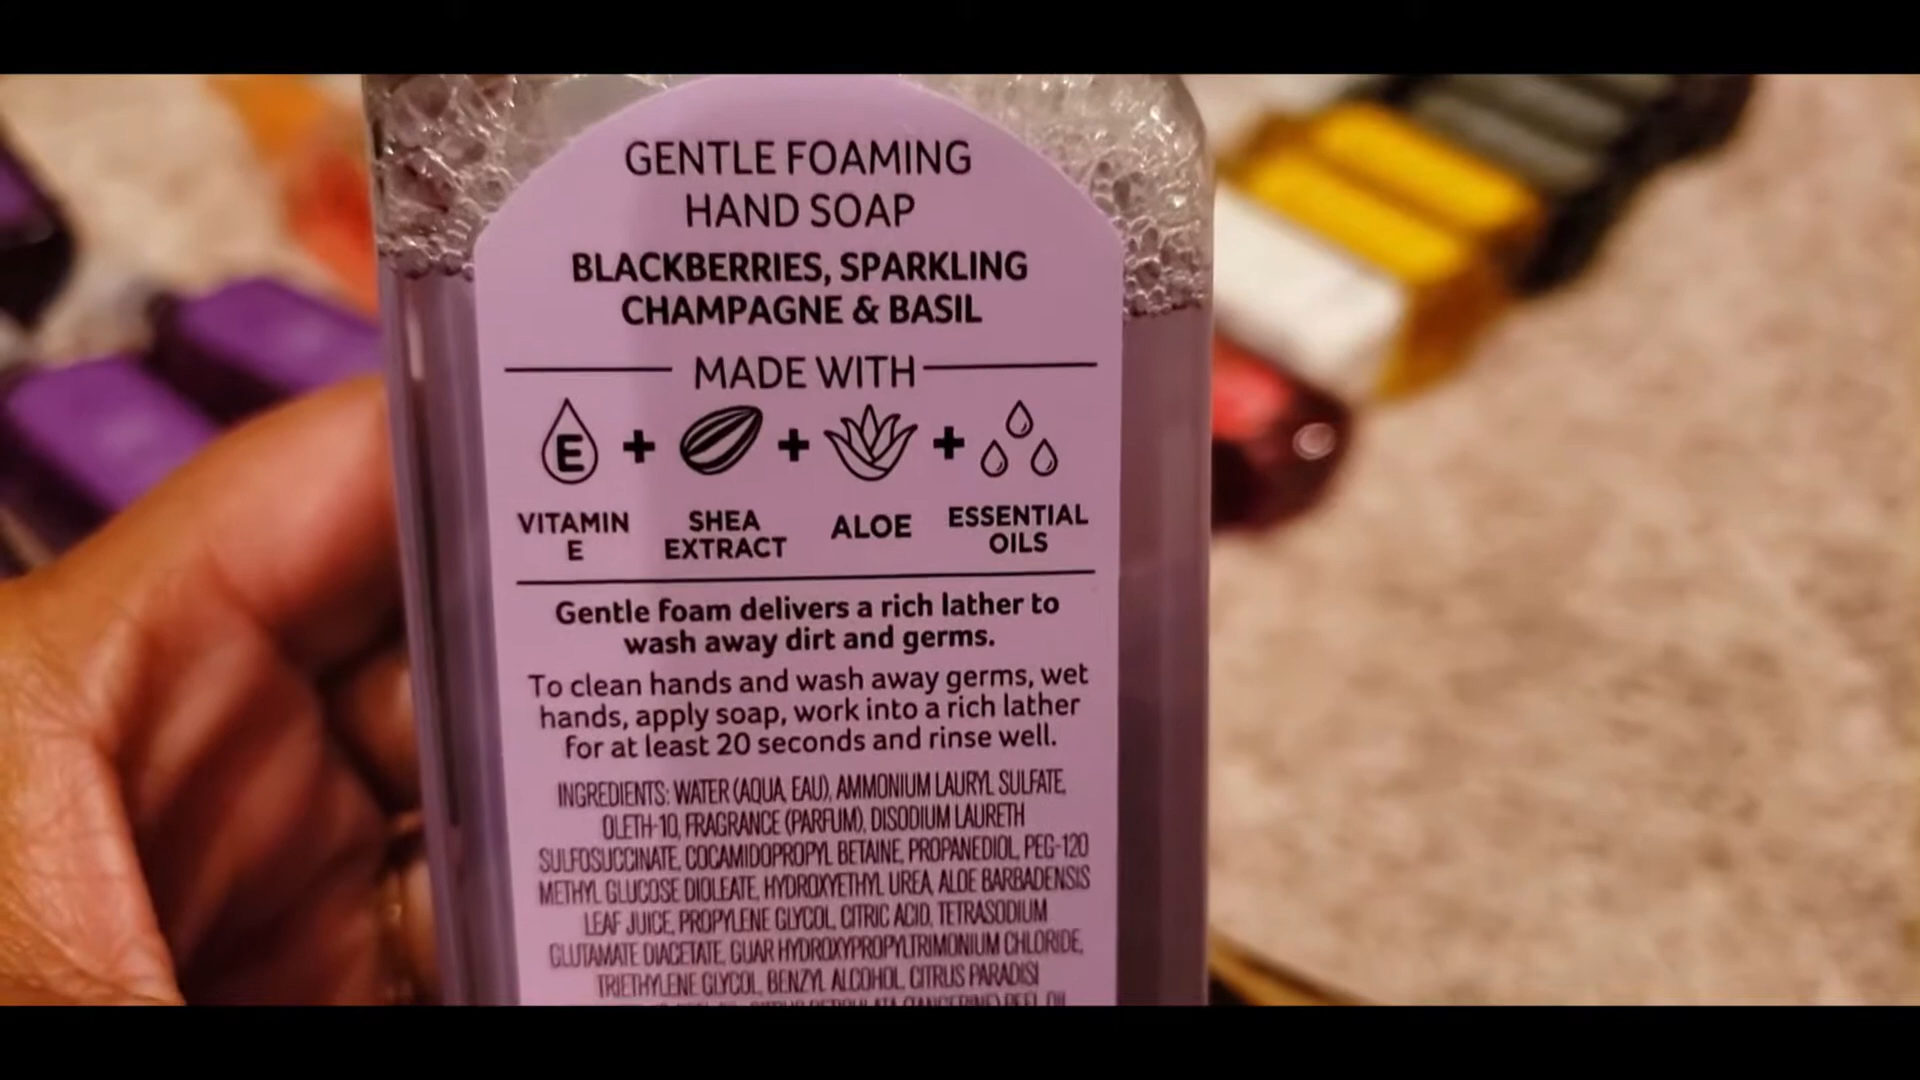 GENTLE FOAMING
HAND SOAP
BLACKBERRIES, SPARKLING
CHAMPAGNE & BASIL
MADE WITH
E + + +
VITAMIN E
SHEA EXTRACT
ALOE
ESSENTIAL OILS
Gentle foam delivers a rich lather to
wash away dirt and germs.
To clean hands and wash away germs, wet
hands, apply soap, work into a rich lather
for at least 20 seconds and rinse well.
INGREDIENTS: WATER (AQUA, EAU), AMMONIUM LAURYL SULFATE,
OLETH-10, FRAGRANCE (PARFUM), DISODIUM LAURETH
SULFOSUCCINATE, COCAMIDOPROPYL BETAINE, PROPANEDIOL, PEG-120
METHYL GLUCOSE DIOLEATE, HYDROXYETHYL UREA, ALOE BARBADENSIS
LEAF JUICE, PROPYLENE GLYCOL, CITRIC ACID, TETRASODIUM
GLUTAMATE DIACETATE, GUAR HYDROXYPROPYLTRIMONIUM CHLORIDE,
TRIETHYLENE GLYCOL, BENZYL ALCOHOL, CITRUS PARADISI
(TANGERINE) PEEL OIL